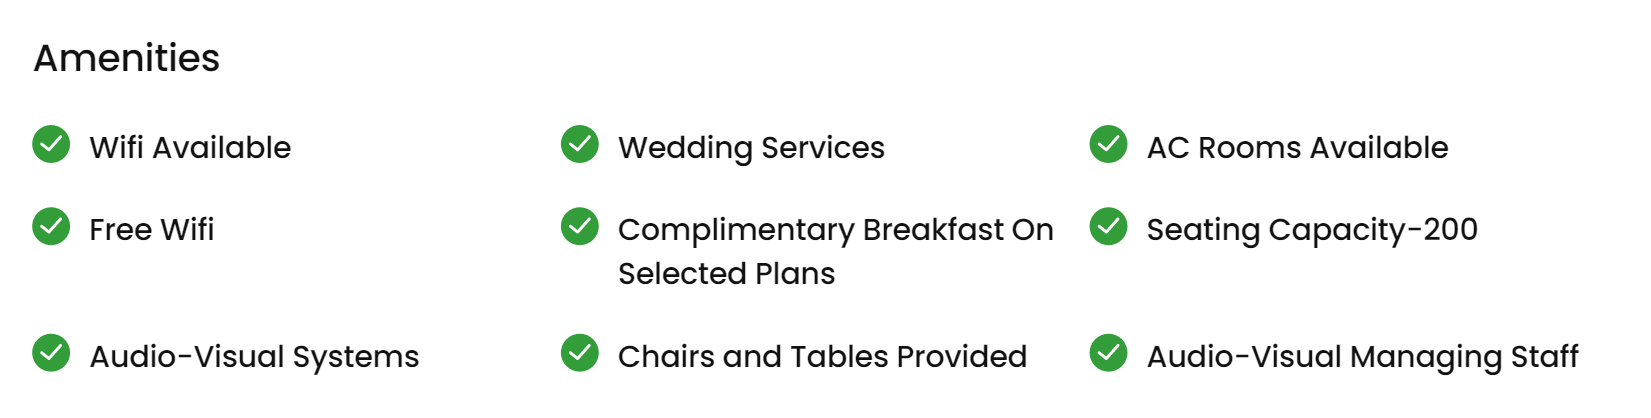 Amenities
Wifi Available
Wedding Services
AC Rooms Available
Free Wifi
Complimentary Breakfast On
Selected Plans
Seating Capacity-200
Audio-Visual Systems
Chairs and Tables Provided
Audio-Visual Managing Staff